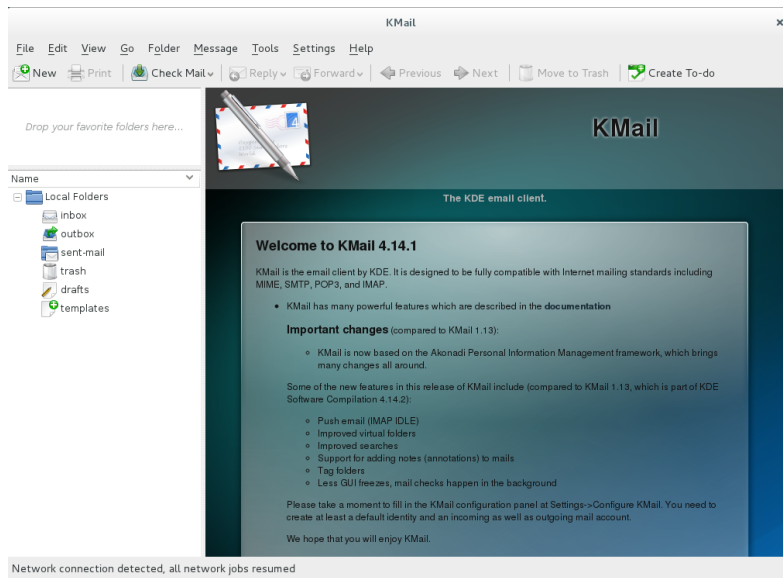 KMail
File Edit View Go Folder Message Tools Settings Help
New Print Check Mail Reply Forward Previous Next Move to Trash Create To-do
Drop your favorite folders here...
Name
Local Folders
inbox
outbox
sent-mail
trash
drafts
templates
4
KMail
The KDE email client.
Welcome to KMail 4.14.1
KMail is the email client by KDE. It is designed to be fully compatible with Internet mailing standards including
MIME, SMTP, POP3, and IMAP.
KMail has many powerful features which are described in the documentation
Important changes (compared to KMail 1.13):
KMail is now based on the Akonadi Personal Information Management framework, which brings
many changes all around.
Some of the new features in this release of KMail include (compared to KMail 1.13, which is part of KDE
Software Compilation 4.14.2):
Push email (IMAP IDLE)
Improved virtual folders
Improved searches
Support for adding notes (annotations) to mails
Tag folders
Less GUI freezes, mail checks happen in the background
Please take a moment to fill in the KMail configuration panel at Settings->Configure KMail. You need to
create at least a default identity and an incoming as well as outgoing mail account.
We hope that you will enjoy KMail.
Network connection detected, all network jobs resumed